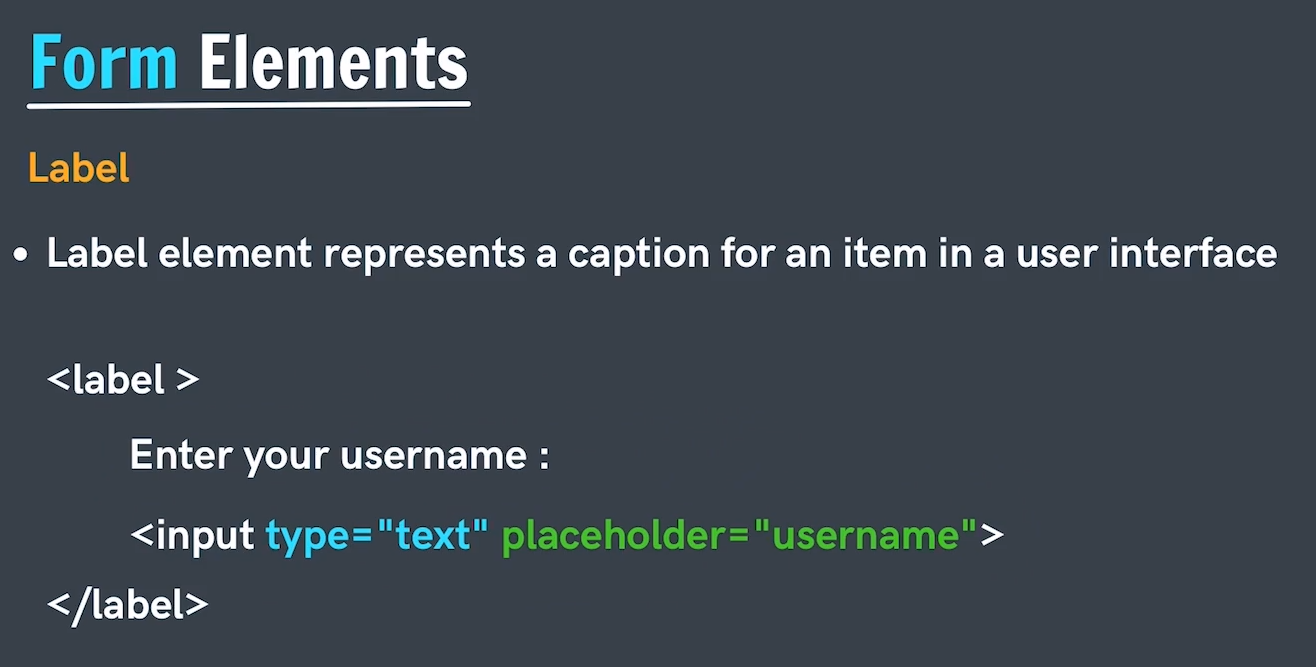 Form Elements
Label
• Label element represents a caption for an item in a user interface
<label >
Enter your username :
<input type="text" placeholder="username">
</label>